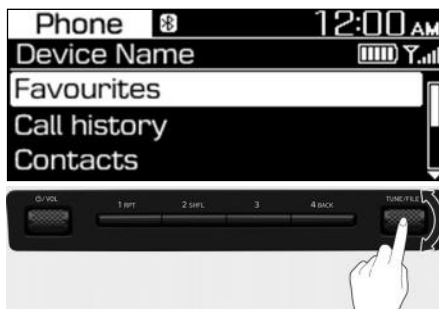 Phone 12:00 AM
Device Name
Favourites
Call history
Contacts
⏻/VOL 1 RPT 2 SHFL 3 4 BACK TUNE/FILE